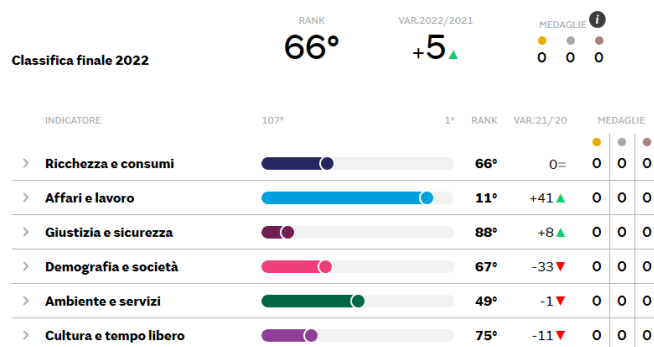 RANK VAR.2022/2021 MEDAGLIE i
Classifica finale 2022 66° +5 0 0 0
INDICATORE 107° 1° RANK VAR.'21/'20 MEDAGLIE
Ricchezza e consumi 66° 0= 0 0 0
Affari e lavoro 11° +41 0 0 0
Giustizia e sicurezza 88° +8 0 0 0
Demografia e società 67° -33 0 0 0
Ambiente e servizi 49° -1 0 0 0
Cultura e tempo libero 75° -11 0 0 0